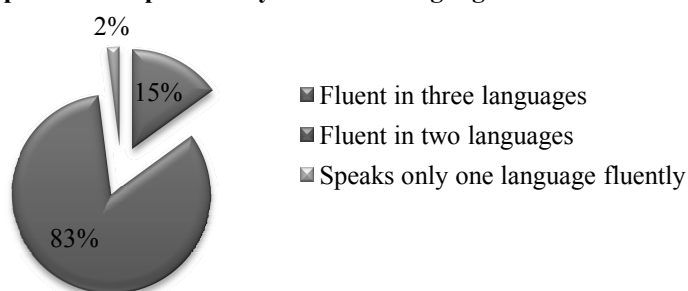 2%
15%
Fluent in three languages
Fluent in two languages
Speaks only one language fluently
83%